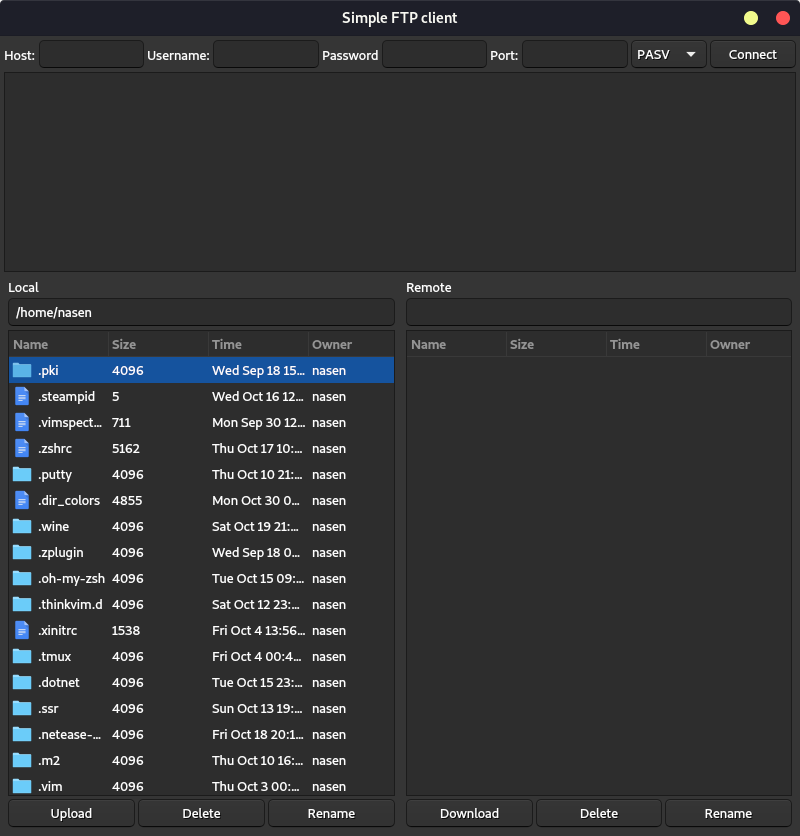 Simple FTP client
Host: Username: Password Port: PASV Connect
Local
/home/nasen
Name Size Time Owner
.pki 4096 Wed Sep 18 15... nasen
.steampid 5 Wed Oct 16 12... nasen
.vimspect... 711 Mon Sep 30 12... nasen
.zshrc 5162 Thu Oct 17 10:... nasen
.putty 4096 Thu Oct 10 21:... nasen
.dir_colors 4855 Mon Oct 30 0... nasen
.wine 4096 Sat Oct 19 21:... nasen
.zplugin 4096 Wed Sep 18 0... nasen
.oh-my-zsh 4096 Tue Oct 15 09:... nasen
.thinkvim.d 4096 Sat Oct 12 23:... nasen
.xinitrc 1538 Fri Oct 4 13:56... nasen
.tmux 4096 Fri Oct 4 00:4... nasen
.dotnet 4096 Tue Oct 15 23:... nasen
.ssr 4096 Sun Oct 13 19:... nasen
.netease-... 4096 Fri Oct 18 20:1... nasen
.m2 4096 Thu Oct 10 16:... nasen
.vim 4096 Thu Oct 3 00:... nasen
Upload Delete Rename
Remote
Name Size Time Owner
Download Delete Rename